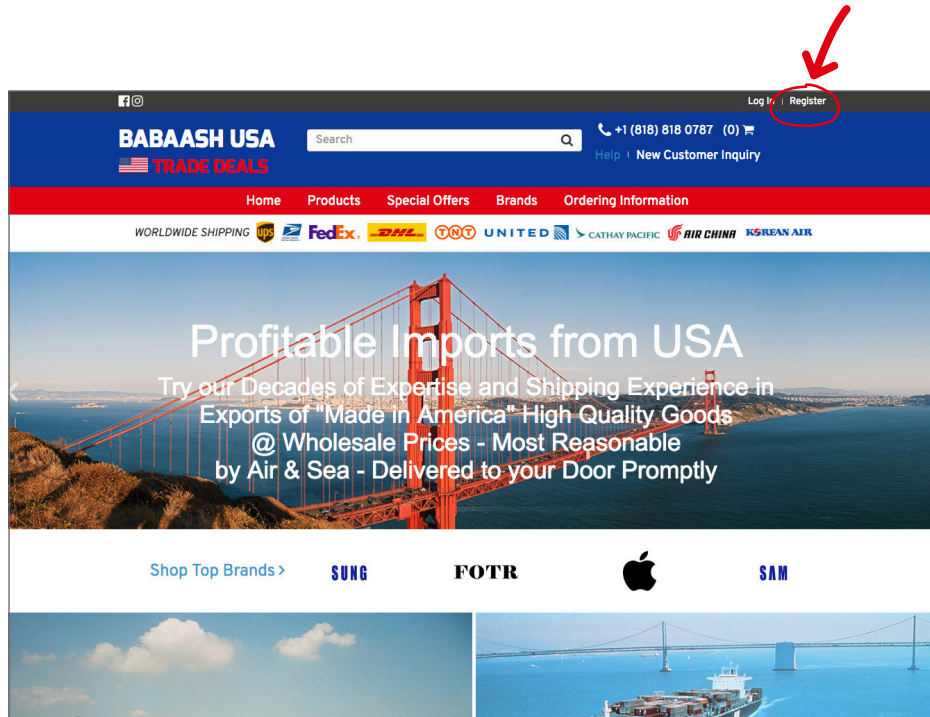 Log In | Register
BABAASH USA
TRADE DEALS
Search
+1 (818) 818 0787 (0)
Help | New Customer Inquiry
Home Products Special Offers Brands Ordering Information
WORLDWIDE SHIPPING ups FedEx. DHL TNT UNITED CATHAY PACIFIC AIR CHINA KOREAN AIR
Profitable Imports from USA
Try our Decades of Expertise and Shipping Experience in
Exports of "Made in America" High Quality Goods
@ Wholesale Prices - Most Reasonable
by Air & Sea - Delivered to your Door Promptly
Shop Top Brands > SUNG FOTR SAM